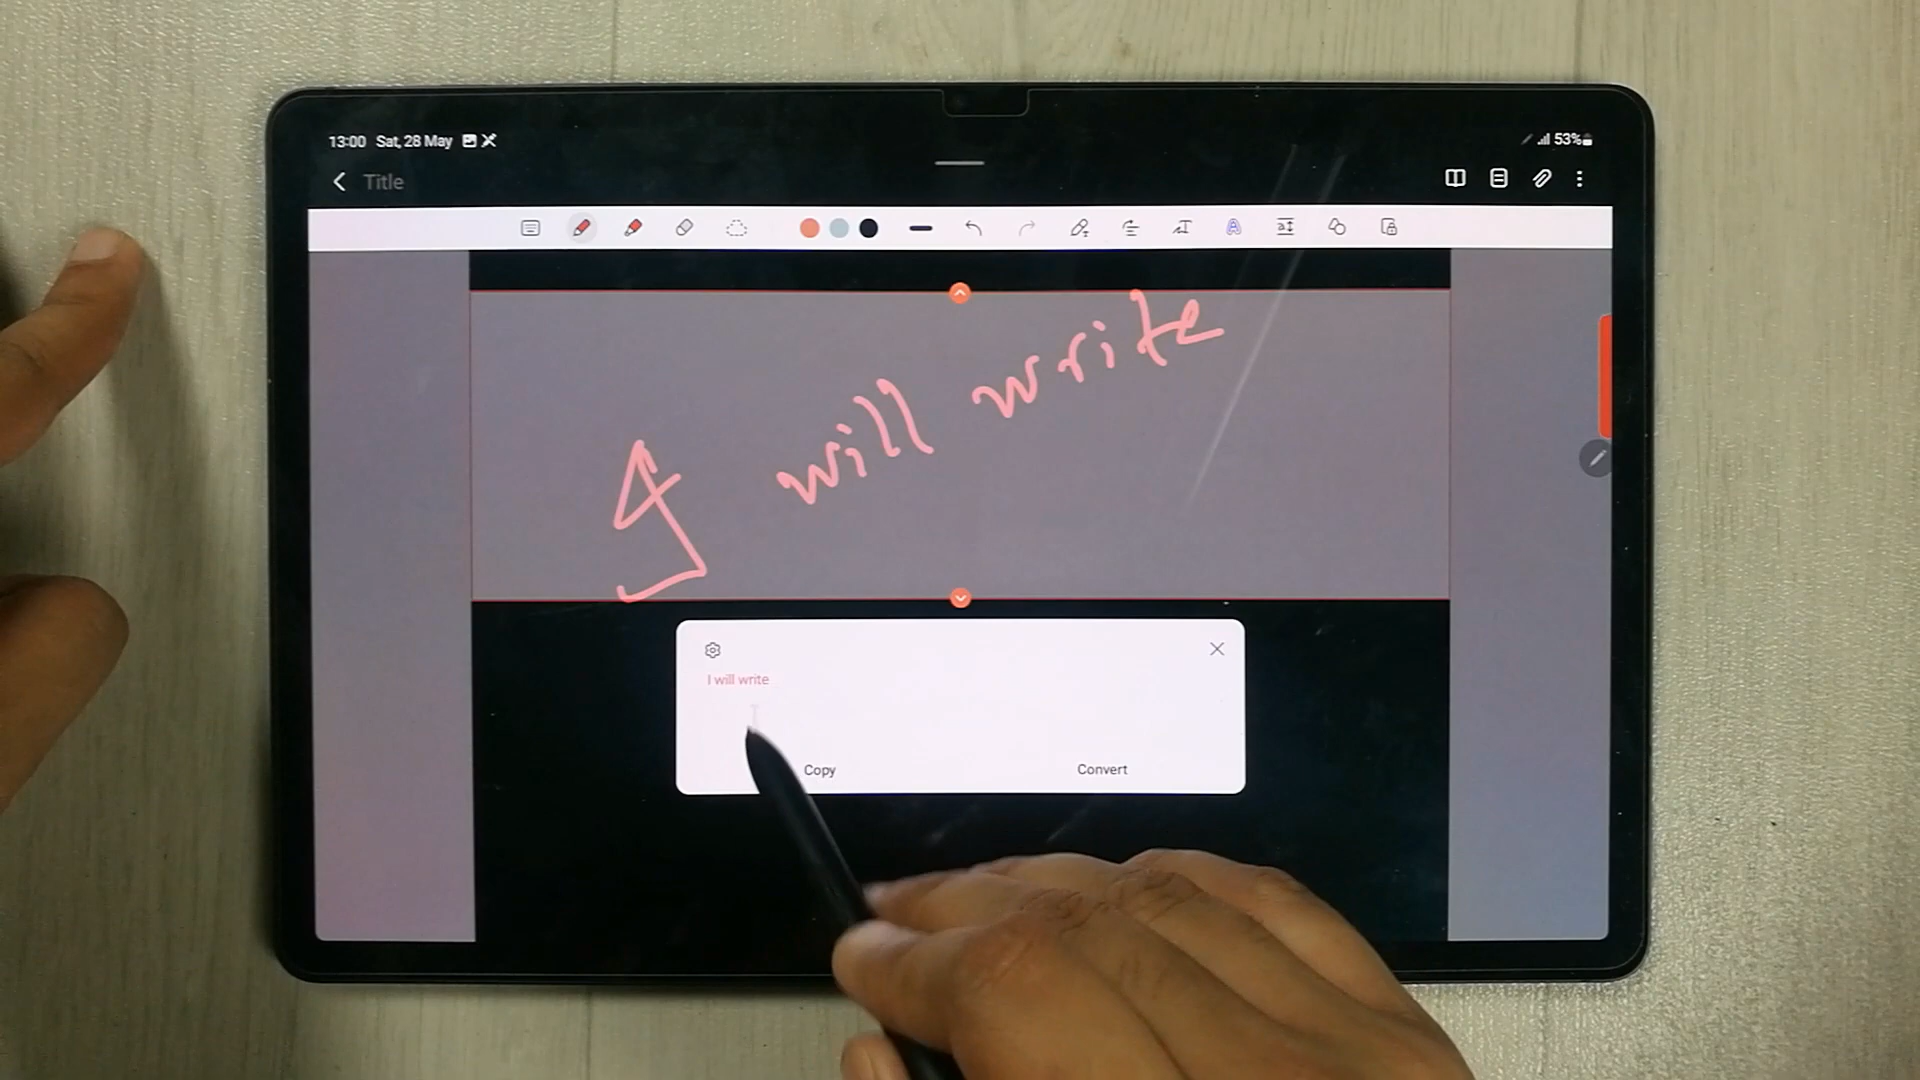 13:00 Sat, 28 May
53%
Title
I will write
I will write
Copy Convert